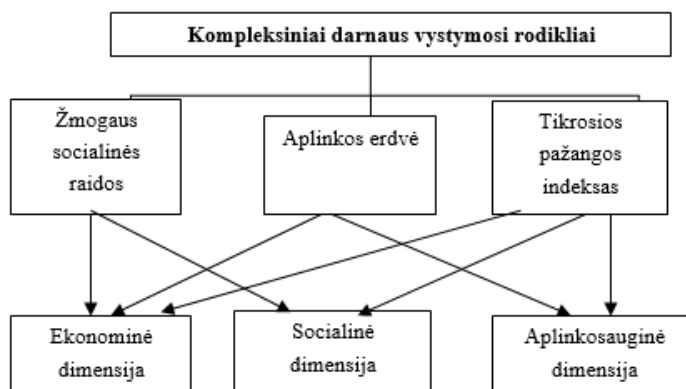 Kompleksiniai darnaus vystymosi rodikliai
Žmogaus
socialinės
raidos
Aplinkos erdvė
Tikrosios
pažangos
indeksas
Ekonominė
dimensija
Socialinė
dimensija
Aplinkosauginė
dimensija